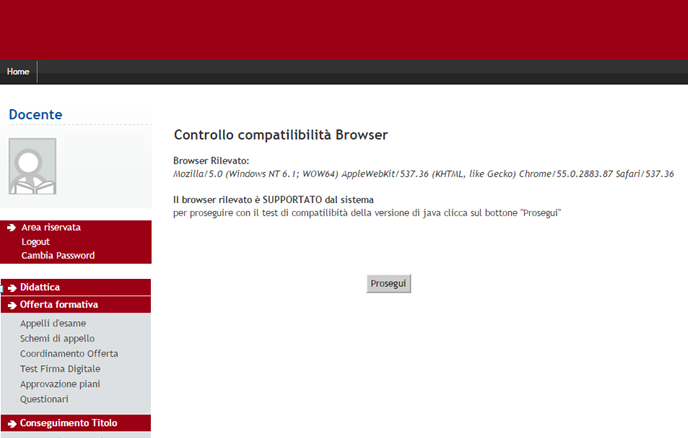 Home
Docente
Area riservata
Logout
Cambia Password
Didattica
Offerta formativa
Appelli d'esame
Schemi di appello
Coordinamento Offerta
Test Firma Digitale
Approvazione piani
Questionari
Conseguimento Titolo
Controllo compatilibilità Browser
Browser Rilevato:
Mozilla/5.0 (Windows NT 6.1; WOW64) AppleWebKit/537.36 (KHTML, like Gecko) Chrome/55.0.2883.87 Safari/537.36
Il browser rilevato è SUPPORTATO dal sistema
per proseguire con il test di compatilibità della versione di java clicca sul bottone "Prosegui"
Prosegui